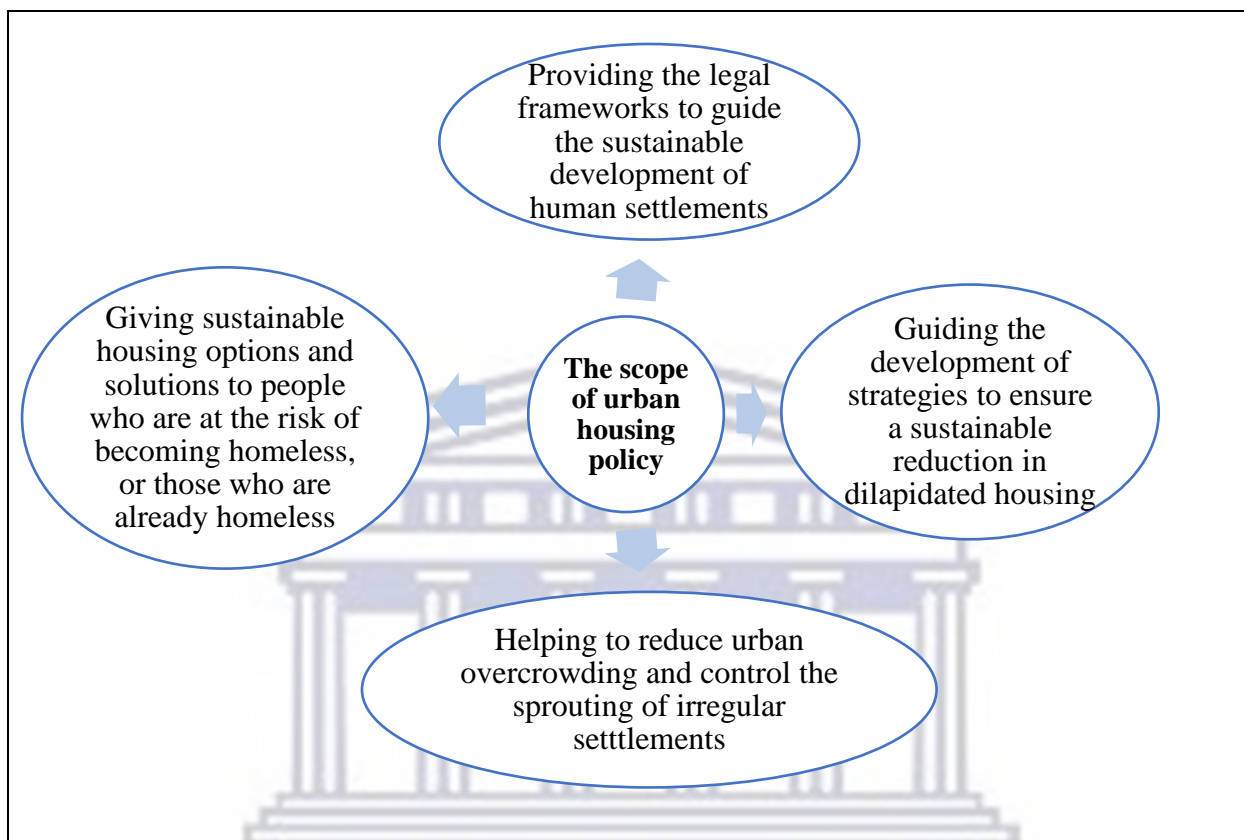 Providing the legal
frameworks to guide
the sustainable
development of
human settlements
Giving sustainable
housing options and
solutions to people
who are at the risk of
becoming homeless,
or those who are
already homeless
The scope
of urban
housing
policy
Guiding the
development of
strategies to ensure
a sustainable
reduction in
dilapidated housing
Helping to reduce urban
overcrowding and control the
sprouting of irregular
setttlements